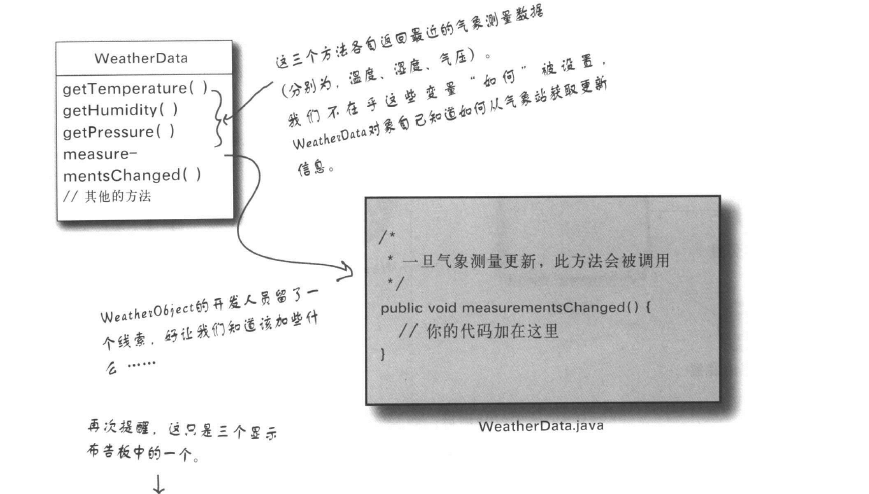 WeatherData
getTemperature( )
getHumidity( )
getPressure( )
measure-
mentsChanged( )
// 其他的方法
这三个方法各自返回最近的气象测量数据
(分别为，温度、湿度、气压）。
我们不在乎这些变量“如何”被设置，
WeatherData对象自己知道如何从气象站获取更新
信息。
/*
* 一旦气象测量更新，此方法会被调用
*/
public void measurementsChanged() {
// 你的代码加在这里
}
WeatherData.java
WeatherObject的开发人员留了一
个线索，好让我们知道该加些什
么 ……
再次提醒，这只是三个显示
布告板中的一个。